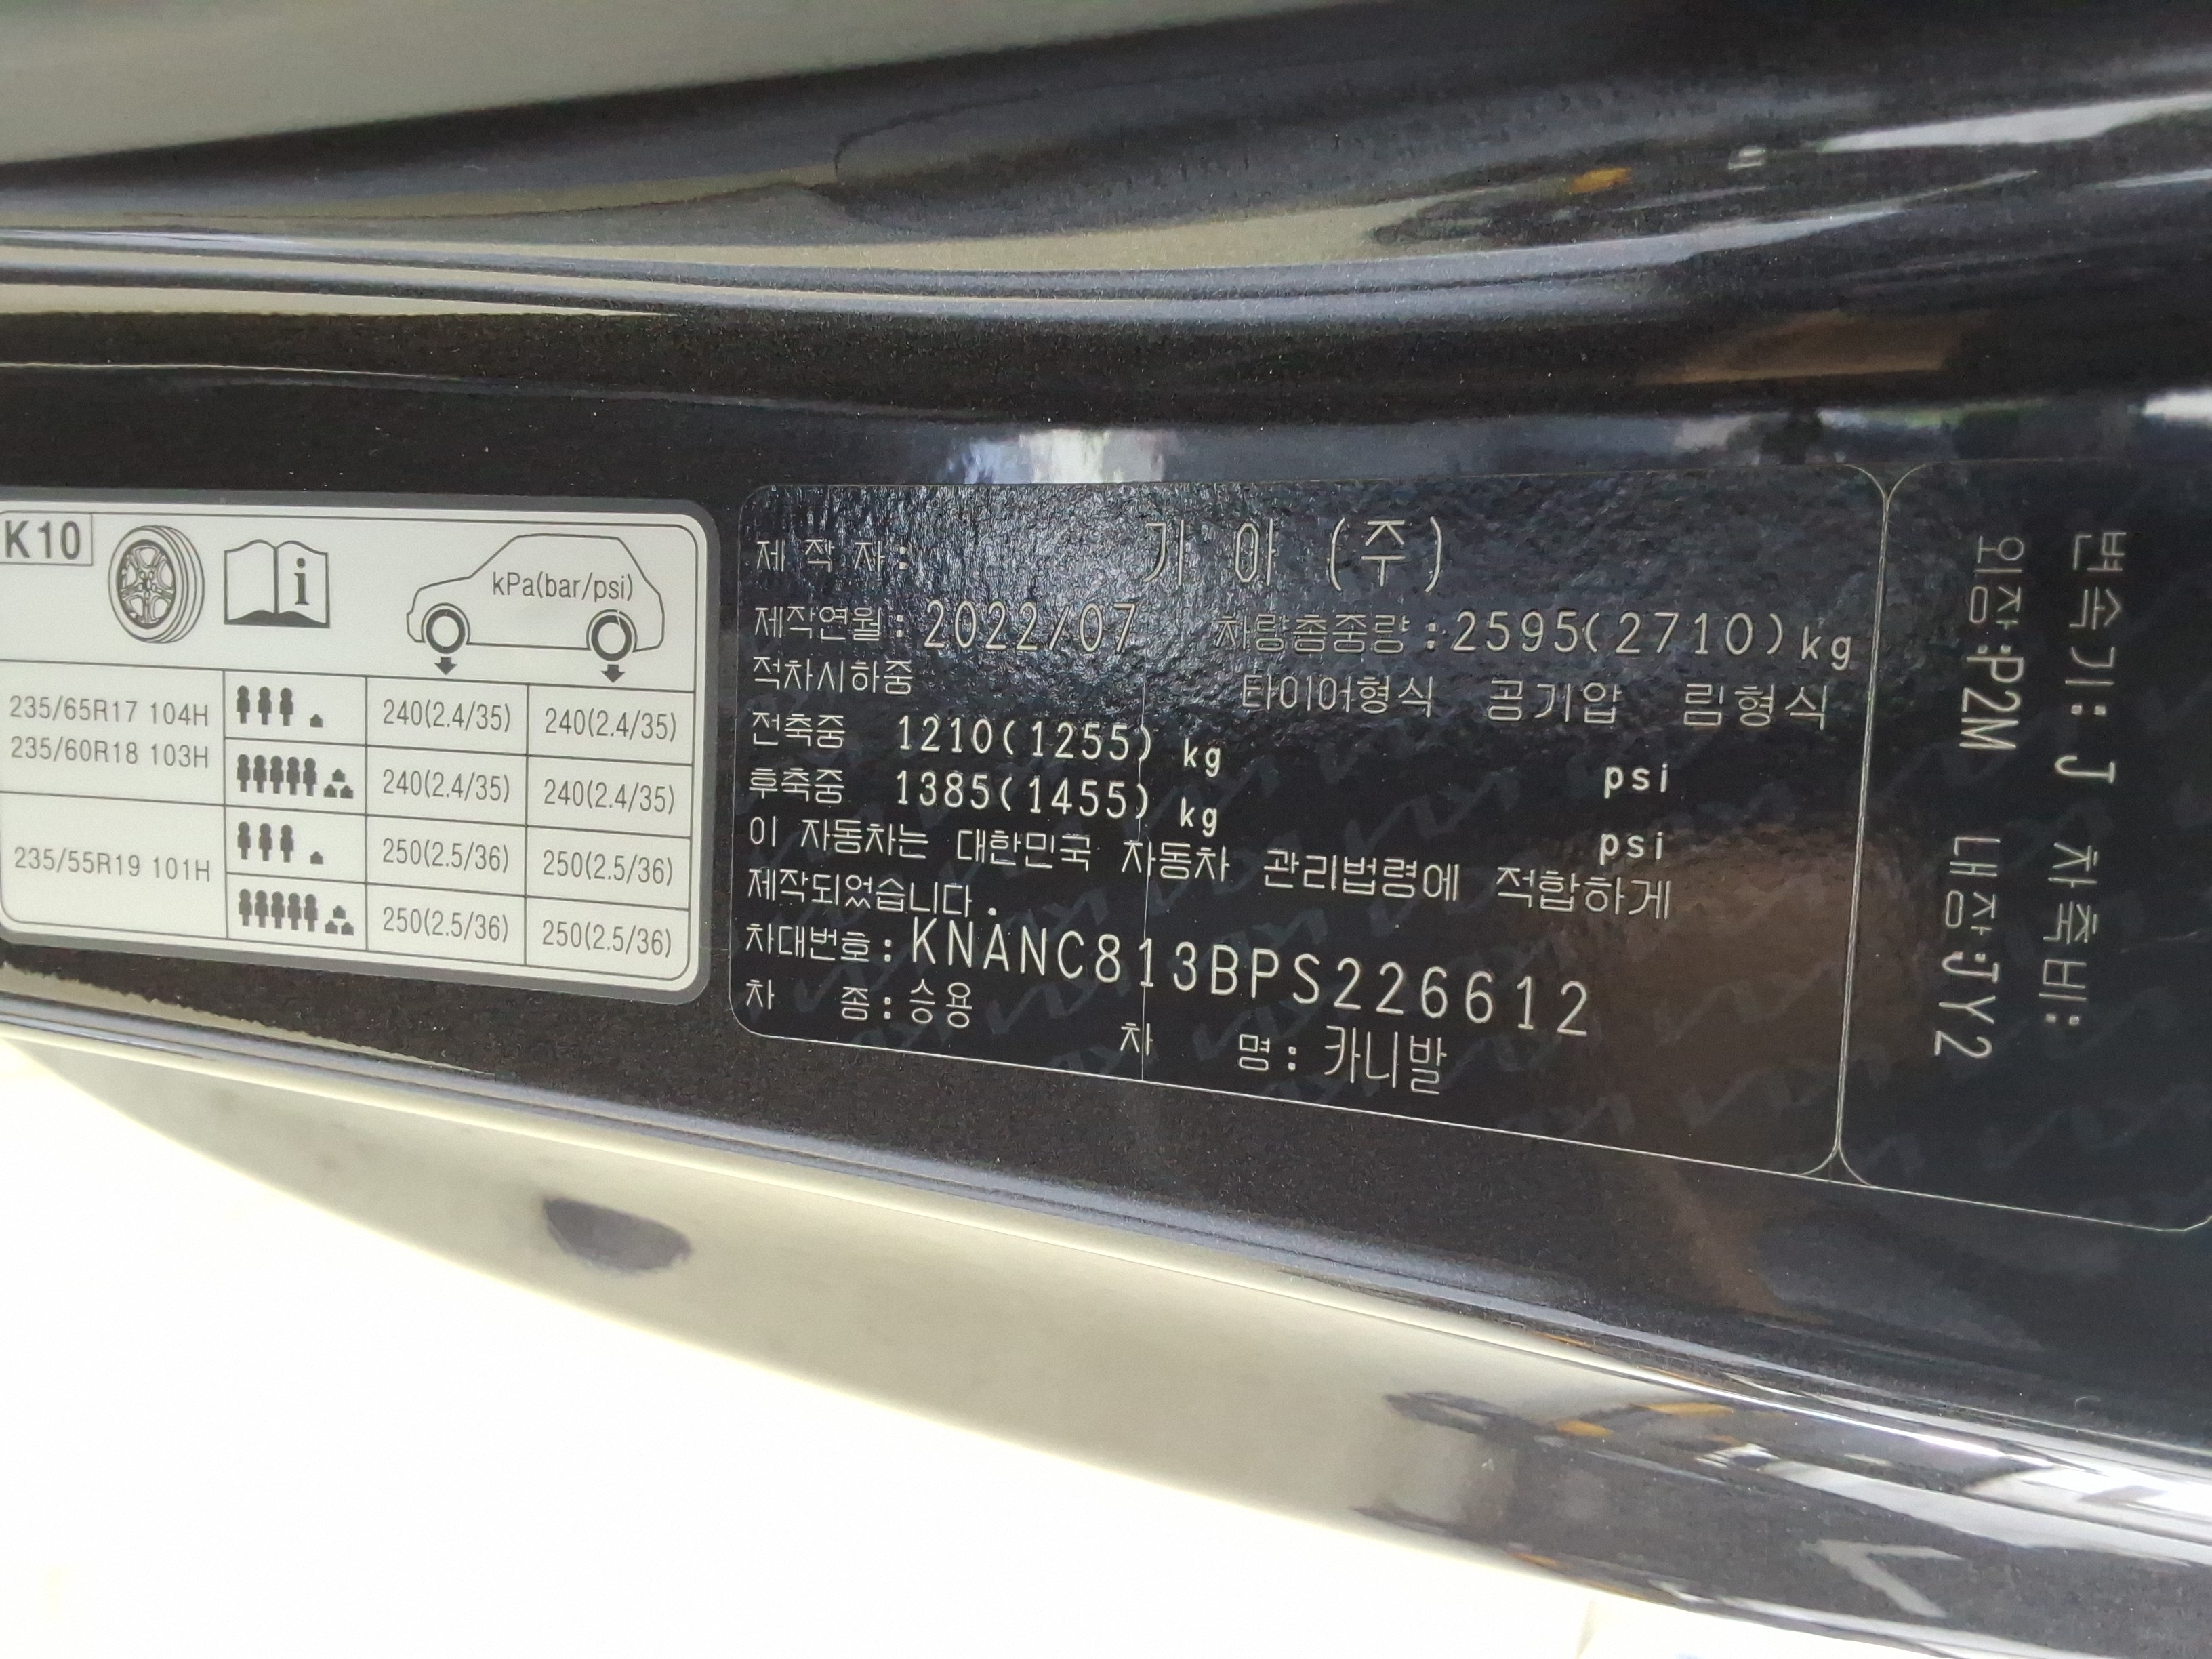 K10
kPa(bar/psi)
235/65R17 104H
235/60R18 103H
240(2.4/35) 240(2.4/35)
240(2.4/35) 240(2.4/35)
235/55R19 101H
250(2.5/36) 250(2.5/36)
250(2.5/36) 250(2.5/36)
제 작 자: 기 아 (주)
제작연월: 2022/07 차량총중량:2595(2710)kg
적차시하중 타이어형식 공기압 림형식
전축중 1210(1255) kg psi
후축중 1385(1455) kg psi
이 자동차는 대한민국 자동차 관리법령에 적합하게
제작되었습니다.
차대번호:KNANC813BPS226612
차 종:승용 차 명:카니발
변속기: J 차축비:
외장:P2M 내장:JY2